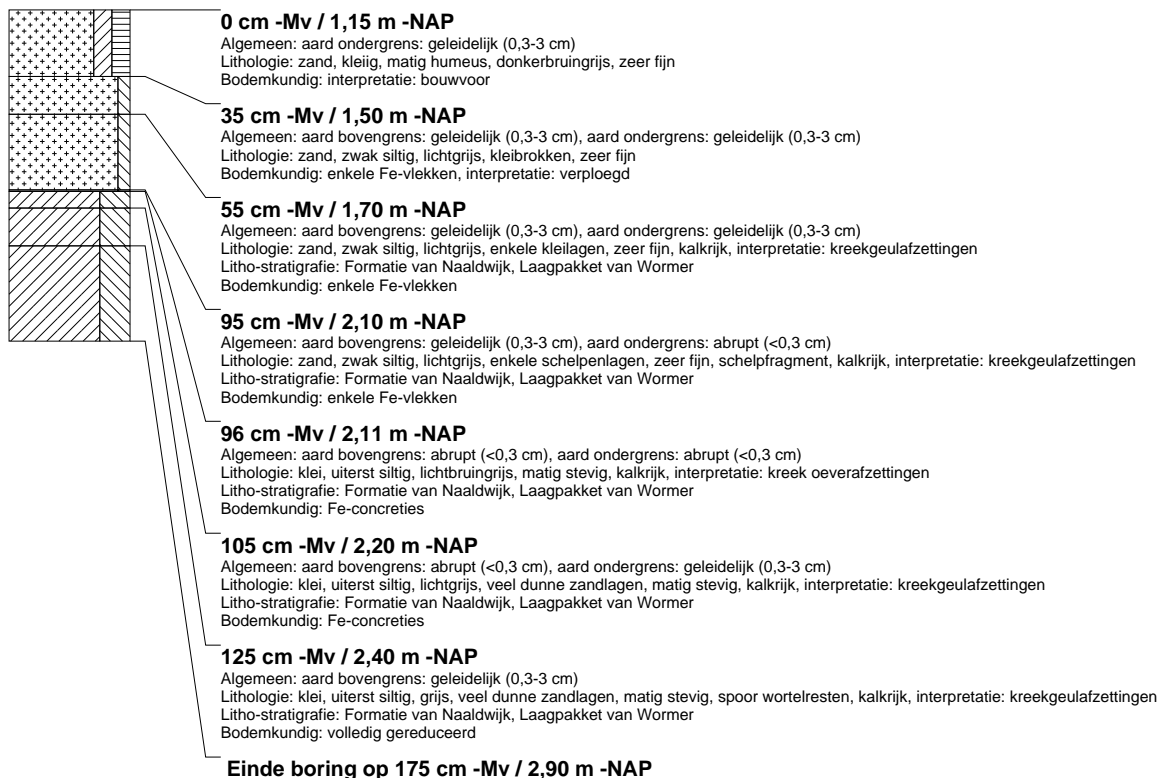 0 cm -Mv / 1,15 m -NAP
Algemeen: aard ondergrens: geleidelijk (0,3-3 cm)
Lithologie: zand, kleiig, matig humeus, donkerbruingrijs, zeer fijn
Bodemkundig: interpretatie: bouwvoor
35 cm -Mv / 1,50 m -NAP
Algemeen: aard bovengrens: geleidelijk (0,3-3 cm), aard ondergrens: geleidelijk (0,3-3 cm)
Lithologie: zand, zwak siltig, lichtgrijs, kleibrokken, zeer fijn
Bodemkundig: enkele Fe-vlekken, interpretatie: verploegd
55 cm -Mv / 1,70 m -NAP
Algemeen: aard bovengrens: geleidelijk (0,3-3 cm), aard ondergrens: geleidelijk (0,3-3 cm)
Lithologie: zand, zwak siltig, lichtgrijs, enkele kleilagen, zeer fijn, kalkrijk, interpretatie: kreekgeulafzettingen
Litho-stratigrafie: Formatie van Naaldwijk, Laagpakket van Wormer
Bodemkundig: enkele Fe-vlekken
95 cm -Mv / 2,10 m -NAP
Algemeen: aard bovengrens: geleidelijk (0,3-3 cm), aard ondergrens: abrupt (<0,3 cm)
Lithologie: zand, zwak siltig, lichtgrijs, enkele schelpenlagen, zeer fijn, schelpfragment, kalkrijk, interpretatie: kreekgeulafzettingen
Litho-stratigrafie: Formatie van Naaldwijk, Laagpakket van Wormer
Bodemkundig: enkele Fe-vlekken
96 cm -Mv / 2,11 m -NAP
Algemeen: aard bovengrens: abrupt (<0,3 cm), aard ondergrens: abrupt (<0,3 cm)
Lithologie: klei, uiterst siltig, lichtbruingrijs, matig stevig, kalkrijk, interpretatie: kreek oeverafzettingen
Litho-stratigrafie: Formatie van Naaldwijk, Laagpakket van Wormer
Bodemkundig: Fe-concreties
105 cm -Mv / 2,20 m -NAP
Algemeen: aard bovengrens: abrupt (<0,3 cm), aard ondergrens: geleidelijk (0,3-3 cm)
Lithologie: klei, uiterst siltig, lichtgrijs, veel dunne zandlagen, matig stevig, kalkrijk, interpretatie: kreekgeulafzettingen
Litho-stratigrafie: Formatie van Naaldwijk, Laagpakket van Wormer
Bodemkundig: Fe-concreties
125 cm -Mv / 2,40 m -NAP
Algemeen: aard bovengrens: geleidelijk (0,3-3 cm)
Lithologie: klei, uiterst siltig, grijs, veel dunne zandlagen, matig stevig, spoor wortelresten, kalkrijk, interpretatie: kreekgeulafzettingen
Litho-stratigrafie: Formatie van Naaldwijk, Laagpakket van Wormer
Bodemkundig: volledig gereduceerd
Einde boring op 175 cm -Mv / 2,90 m -NAP